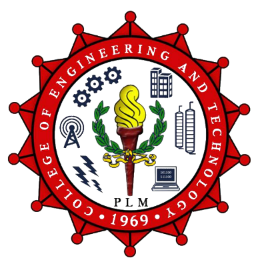 COLLEGE OF ENGINEERING AND TECHNOLOGY
PLM
• 1969 •